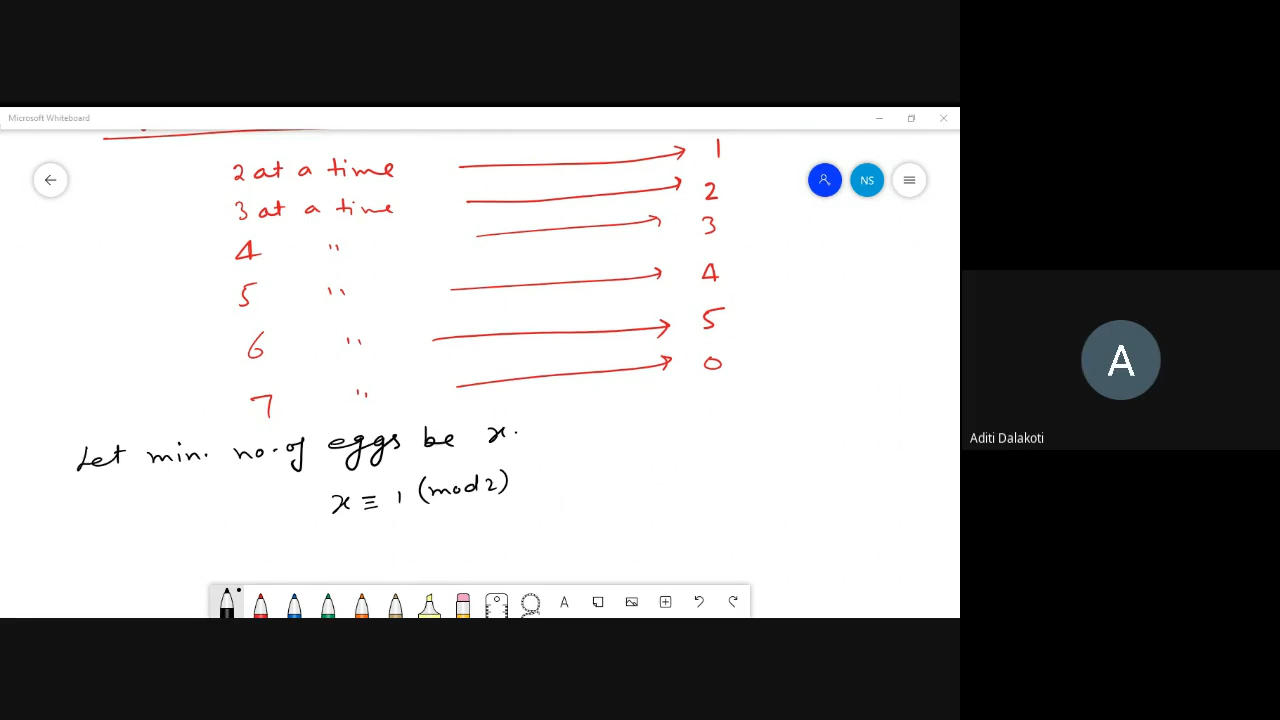 Microsoft Whiteboard
2 at a time → 1
3 at a time → 2
NS
4 " → 3
5 " → 4
6 " → 5
7 " → 0
Let min. no. of eggs be x.
x ≡ 1 (mod 2)
A
A
Aditi Dalakoti